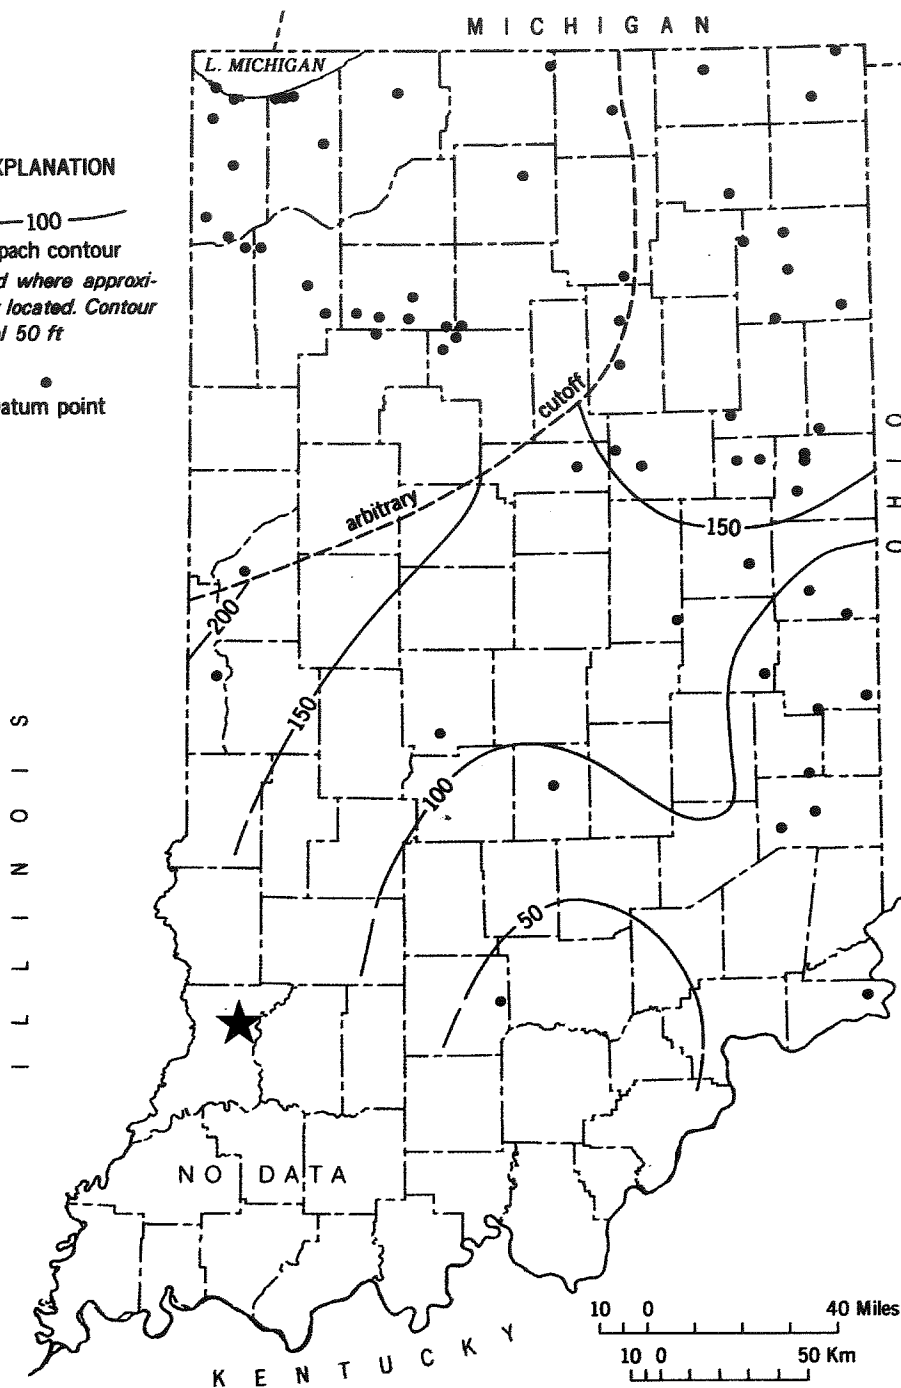 MICHIGAN
L. MICHIGAN
XPLANATION
100
pach contour
d where approxi-
located. Contour
l 50 ft
atum point
cutoff
arbitrary
150
OHIO
200
150
100
50
ILLINOIS
NO DATA
10 0 40 Miles
10 0 50 Km
KENTUCKY